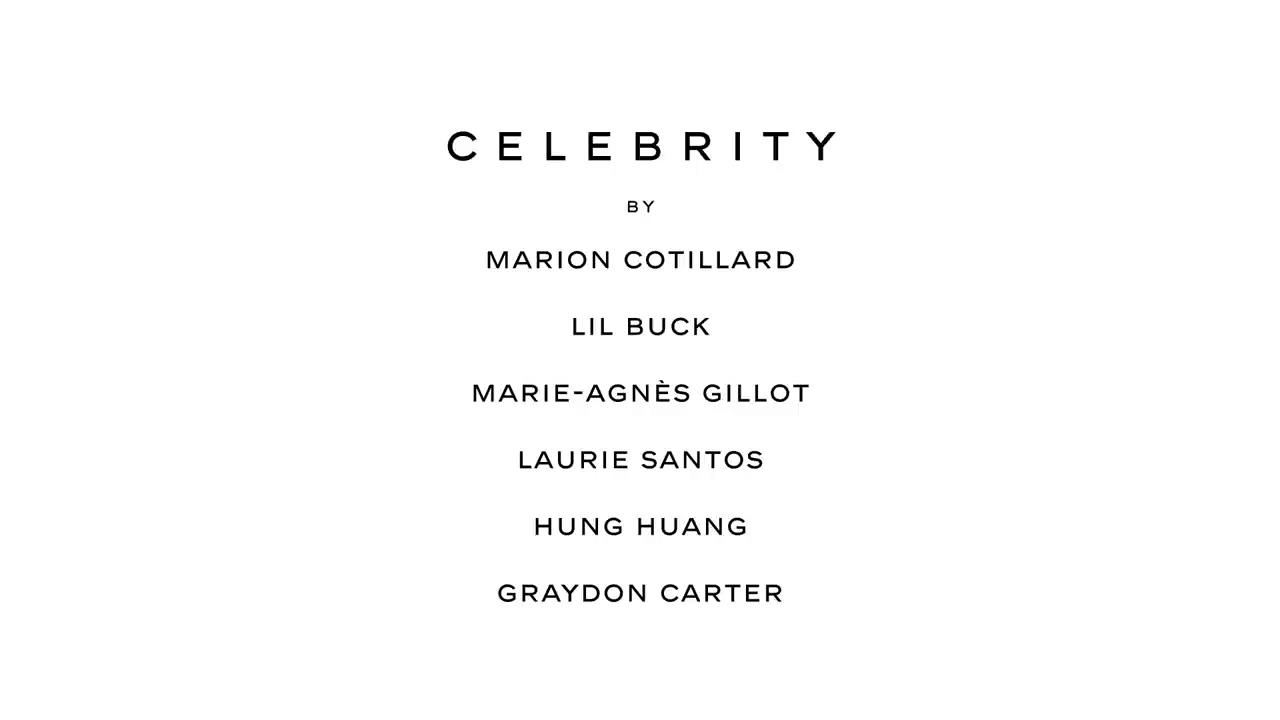 CELEBRITY
BY
MARION COTILLARD
LIL BUCK
MARIE-AGNÈS GILLOT
LAURIE SANTOS
HUNG HUANG
GRAYDON CARTER